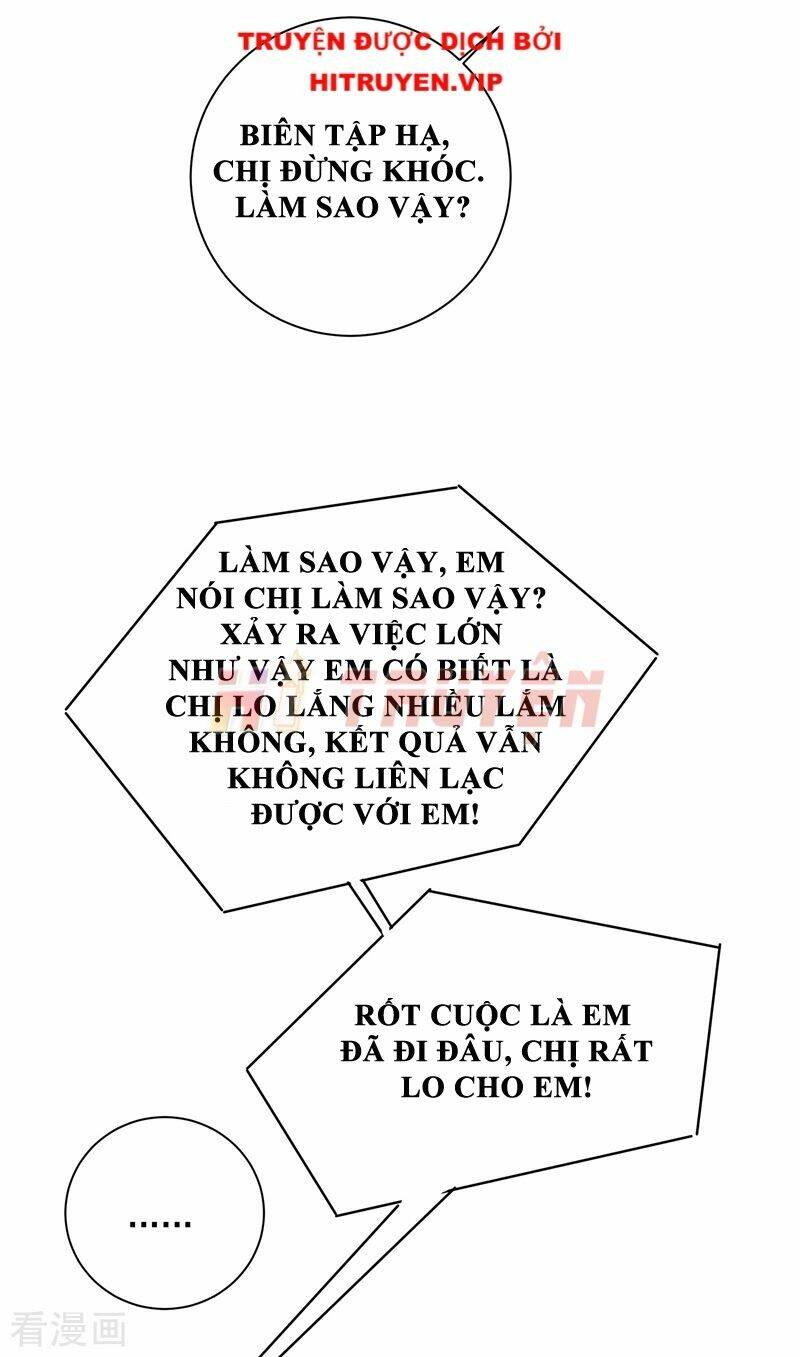 TRUYỆN ĐƯỢC DỊCH BỞI
HITRUYEN.VIP
BIÊN TẬP HẠ,
CHỊ ĐỪNG KHÓC.
LÀM SAO VẬY?
LÀM SAO VẬY, EM
NÓI CHỊ LÀM SAO VẬY?
XẢY RA VIỆC LỚN
NHƯ VẬY EM CÓ BIẾT LÀ
CHỊ LO LẮNG NHIỀU LẮM
KHÔNG, KẾT QUẢ VẪN
KHÔNG LIÊN LẠC
ĐƯỢC VỚI EM!
HI TRUYỆN
RỐT CUỘC LÀ EM
ĐÃ ĐI ĐÂU, CHỊ RẤT
LO CHO EM!
......
看漫画